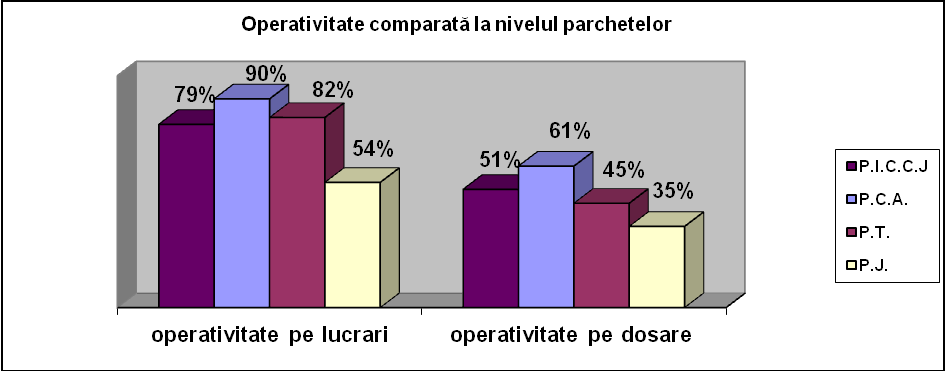 Operativitate comparată la nivelul parchetelor
79%
90%
82%
54%
51%
61%
45%
35%
operativitate pe lucrari
operativitate pe dosare
P.I.C.C.J
P.C.A.
P.T.
P.J.